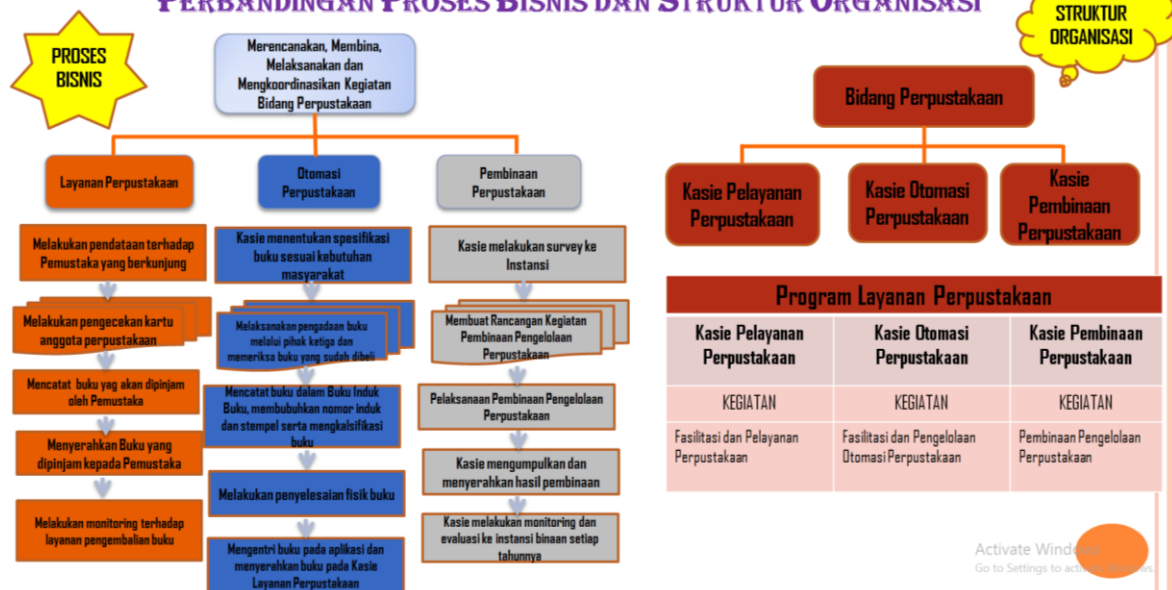 PERBANDINGAN PROSES BISNIS DAN STRUKTUR ORGANISASI
PROSES
BISNIS
Merencanakan, Membina,
Melaksanakan dan
Mengkoordinasikan Kegiatan
Bidang Perpustakaan
Layanan Perpustakaan
Otomasi
Perpustakaan
Pembinaan
Perpustakaan
Melakukan pendataan terhadap
Pemustaka yang berkunjung
Melakukan pengecekan kartu
anggota perpustakaan
Mencatat buku yag akan dipinjam
oleh Pemustaka
Menyerahkan Buku yang
dipinjam kepada Pemustaka
Melakukan monitoring terhadap
layanan pengembalian buku
Kasie menentukan spesifikasi
buku sesuai kebutuhan
masyarakat
Melaksanakan pengadaan buku
melalui pihak ketiga dan
memeriksa buku yang sudah dibeli
Mencatat buku dalam Buku Induk
Buku, membubuhkan nomor induk
dan stempel serta mengkalsifikasi
buku
Melakukan penyelesaian fisik buku
Mengentri buku pada aplikasi dan
menyerahkan buku pada Kasie
Layanan Perpustakaan
Kasie melakukan survey ke
Instansi
Membuat Rancangan Kegiatan
Pembinaan Pengelolaan
Perpustakaan
Pelaksanaan Pembinaan Pengelolaan
Perpustakaan
Kasie mengumpulkan dan
menyerahkan hasil pembinaan
Kasie melakukan monitoring dan
evaluasi ke instansi binaan setiap
tahunnya
STRUKTUR
ORGANISASI
Bidang Perpustakaan
Kasie Pelayanan
Perpustakaan
Kasie Otomasi
Perpustakaan
Kasie
Pembinaan
Perpustakaan
Program Layanan Perpustakaan
Kasie Pelayanan
Perpustakaan
Kasie Otomasi
Perpustakaan
Kasie Pembinaan
Perpustakaan
KEGIATAN
KEGIATAN
KEGIATAN
Fasilitasi dan Pelayanan
Perpustakaan
Fasilitasi dan Pengelolaan
Otomasi Perpustakaan
Pembinaan Pengelolaan
Perpustakaan
Activate Windows
Go to Settings to activate Windows.